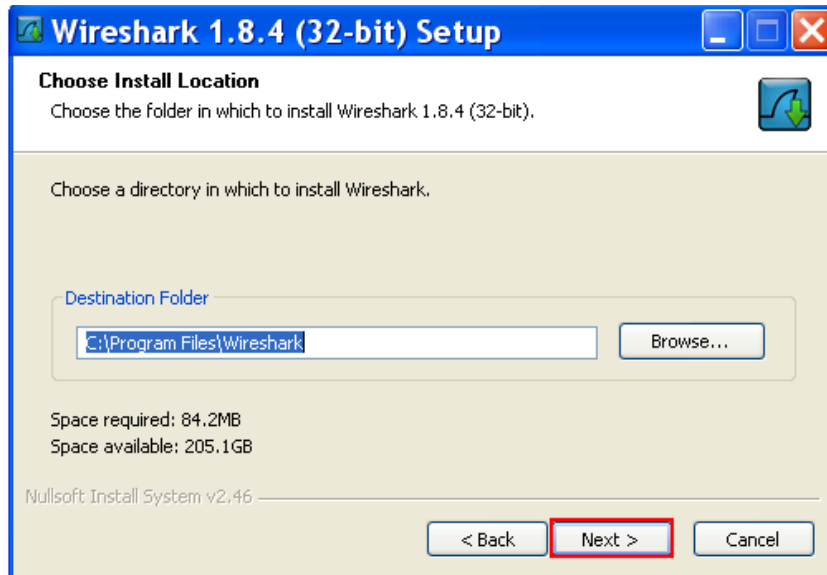 Wireshark 1.8.4 (32-bit) Setup
Choose Install Location
Choose the folder in which to install Wireshark 1.8.4 (32-bit).
Choose a directory in which to install Wireshark.
Destination Folder
C:\Program Files\Wireshark
Browse...
Space required: 84.2MB
Space available: 205.1GB
Nullsoft Install System v2.46
< Back Next > Cancel